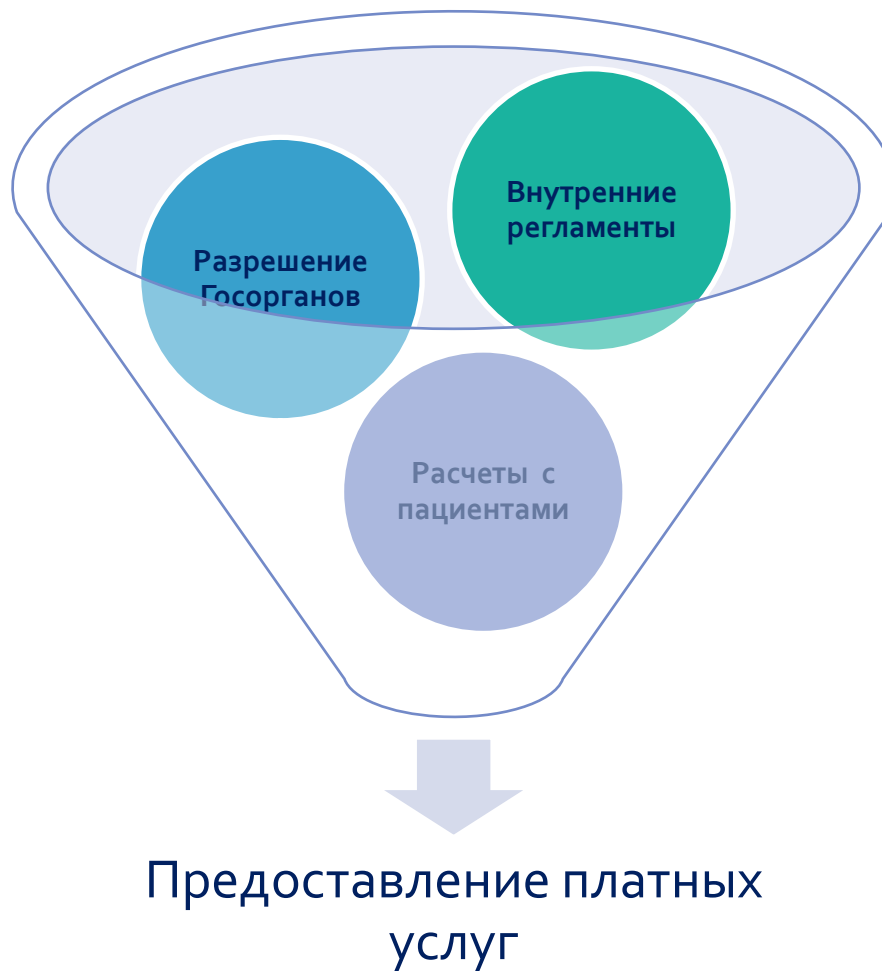 Внутренние
регламенты
Разрешение
Госорганов
Расчеты с
пациентами
Предоставление платных
услуг